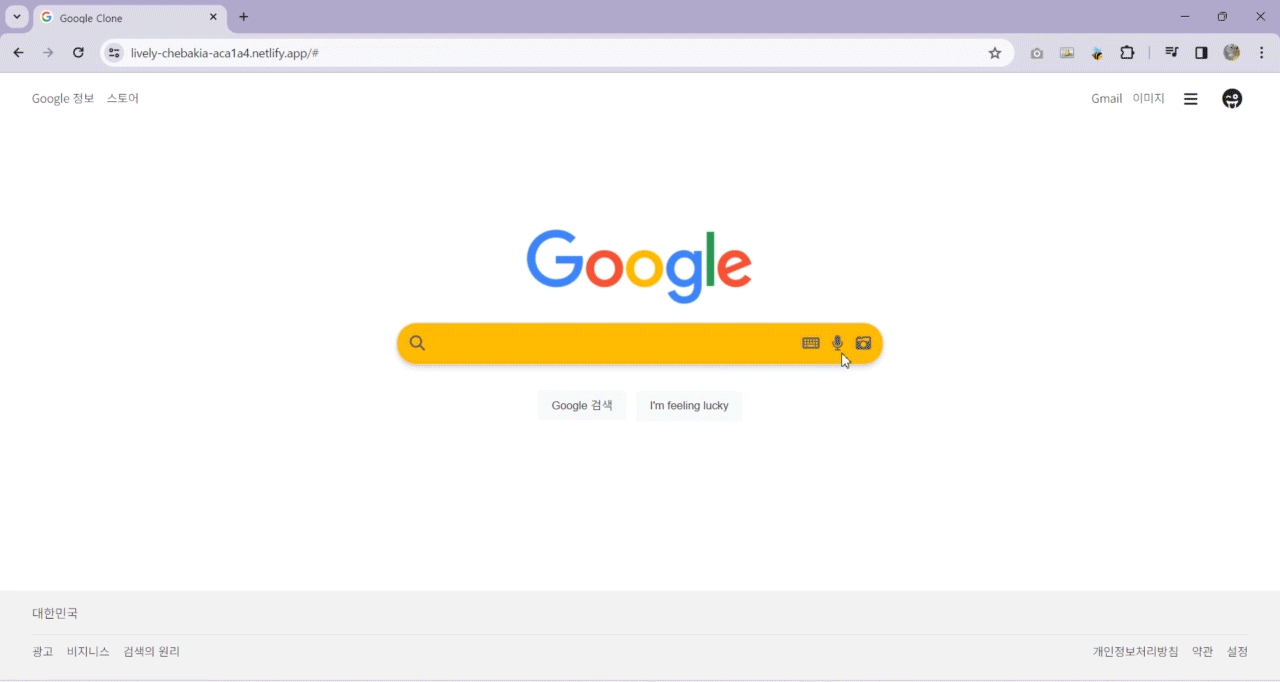 Google Clone
lively-chebakia-aca1a4.netlify.app/#
Google 정보 스토어 Gmail 이미지
Google
Google 검색 I'm feeling lucky
대한민국
광고 비지니스 검색의 원리 개인정보처리방침 약관 설정